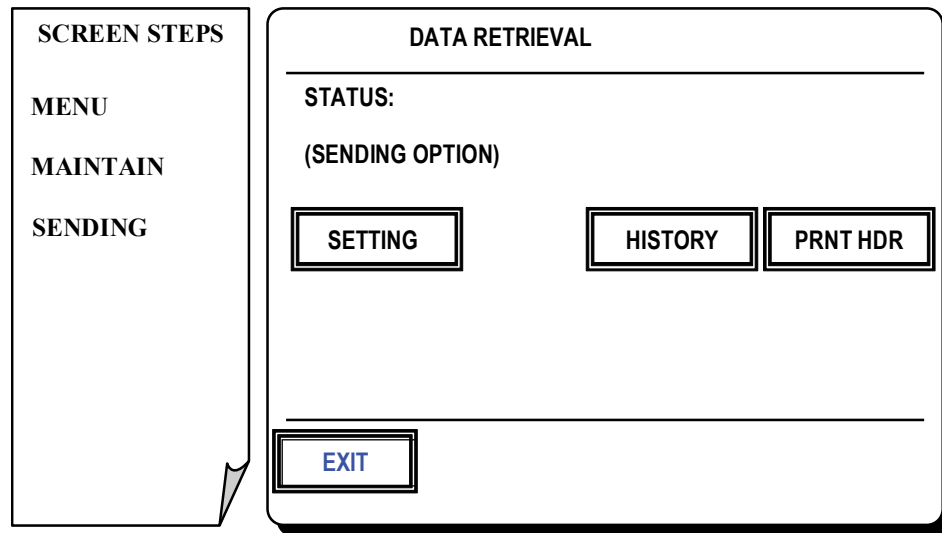 SCREEN STEPS
MENU
MAINTAIN
SENDING
DATA RETRIEVAL
STATUS:
(SENDING OPTION)
SETTING
HISTORY
PRNT HDR
EXIT